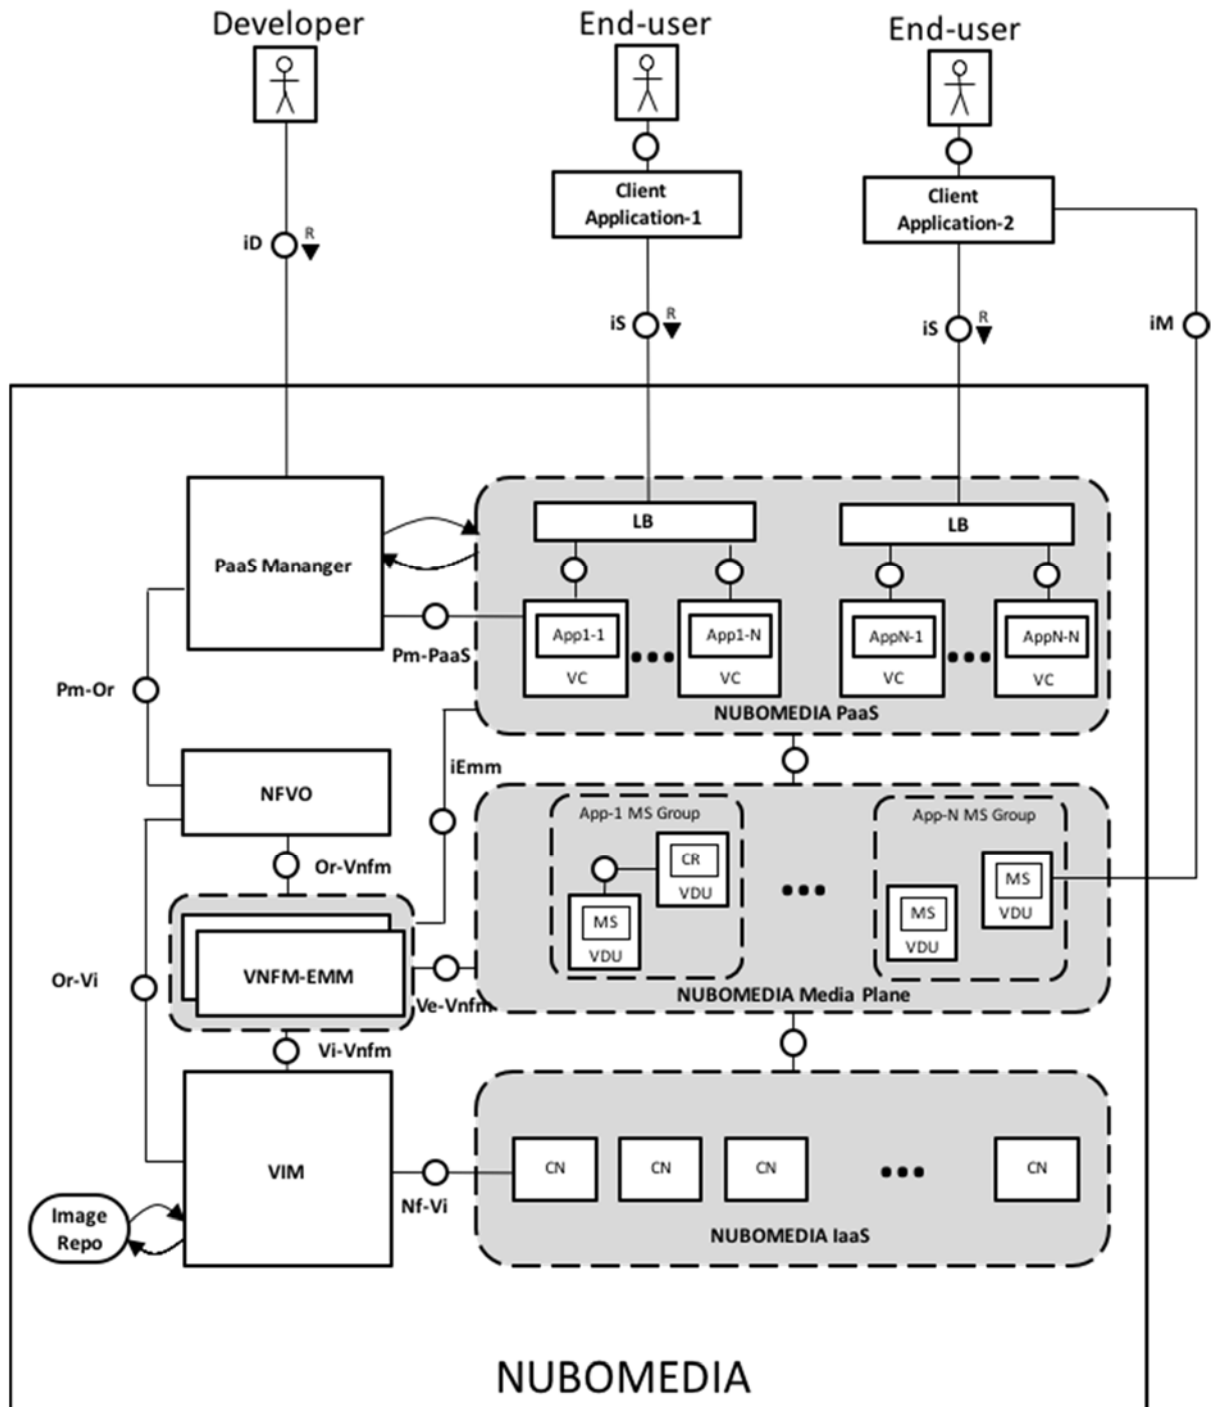 Developer
End-user
End-user
Client
Application-1
Client
Application-2
R
iD
R
iS
R
iS
iM
PaaS Mananger
LB
LB
App1-1
VC
App1-N
VC
AppN-1
VC
AppN-N
VC
Pm-PaaS
NUBOMEDIA PaaS
Pm-Or
iEmm
NFVO
Or-Vnfm
App-1 MS Group
CR
VDU
MS
VDU
App-N MS Group
MS
VDU
MS
VDU
NUBOMEDIA Media Plane
VNFM-EMM
Ve-Vnfm
Or-Vi
Vi-Vnfm
VIM
Nf-Vi
CN
CN
CN
CN
NUBOMEDIA IaaS
Image
Repo
NUBOMEDIA